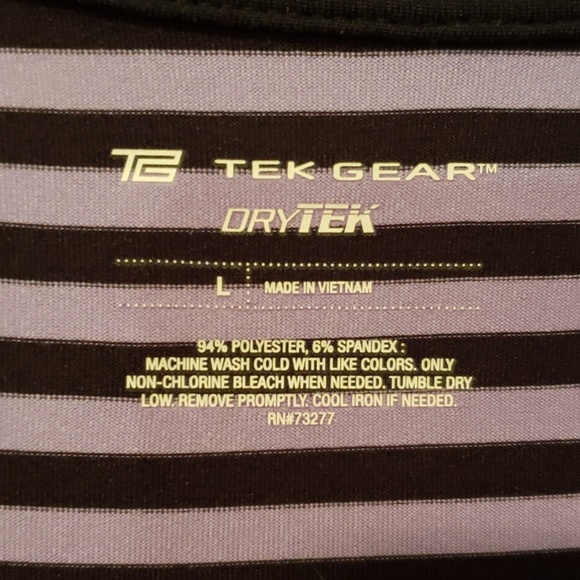 TG TEK GEAR™
DRYTEK
L MADE IN VIETNAM
94% POLYESTER, 6% SPANDEX :
MACHINE WASH COLD WITH LIKE COLORS. ONLY
NON-CHLORINE BLEACH WHEN NEEDED. TUMBLE DRY
LOW. REMOVE PROMPTLY. COOL IRON IF NEEDED.
RN#73277